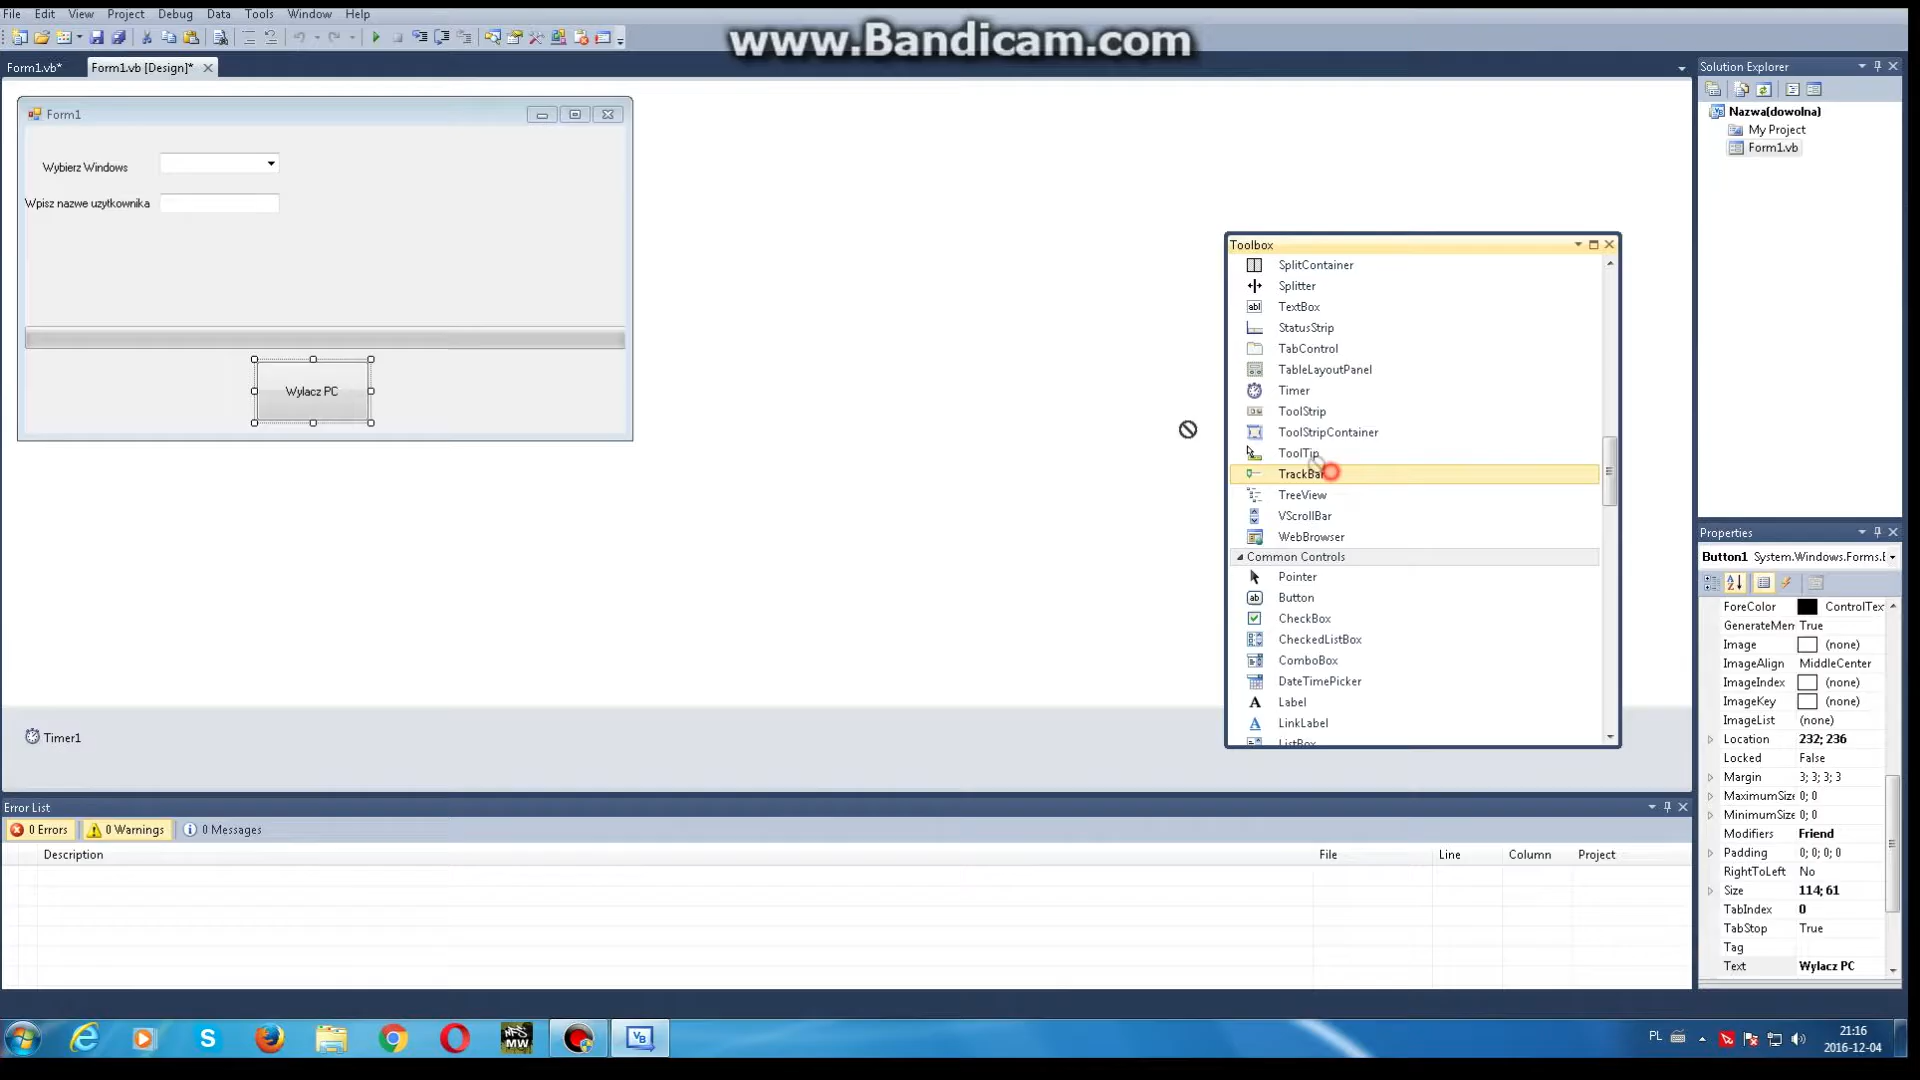 File Edit View Project Debug Data Tools Window Help
www.Bandicam.com
Form1.vb*
Form1.vb [Design]*
Form1
Wybierz Windows
Wpisz nazwe uzytkownika
Wylacz PC
Timer1
Toolbox
SplitContainer
Splitter
TextBox
StatusStrip
TabControl
TableLayoutPanel
Timer
ToolStrip
ToolStripContainer
ToolTip
TrackBar
TreeView
VScrollBar
WebBrowser
Common Controls
Pointer
Button
CheckBox
CheckedListBox
ComboBox
DateTimePicker
Label
LinkLabel
ListBox
Solution Explorer
Nazwa(dowolna)
My Project
Form1.vb
Properties
Button1 System.Windows.Forms.E
ForeColor ControlTex
GenerateMem True
Image (none)
ImageAlign MiddleCenter
ImageIndex (none)
ImageKey (none)
ImageList (none)
Location 232; 236
Locked False
Margin 3; 3; 3; 3
MaximumSize 0; 0
MinimumSize 0; 0
Modifiers Friend
Padding 0; 0; 0; 0
RightToLeft No
Size 114; 61
TabIndex 0
TabStop True
Tag
Text Wylacz PC
Error List
0 Errors 0 Warnings 0 Messages
Description File Line Column Project
NFS MW
VB
PL
21:16
2016-12-04